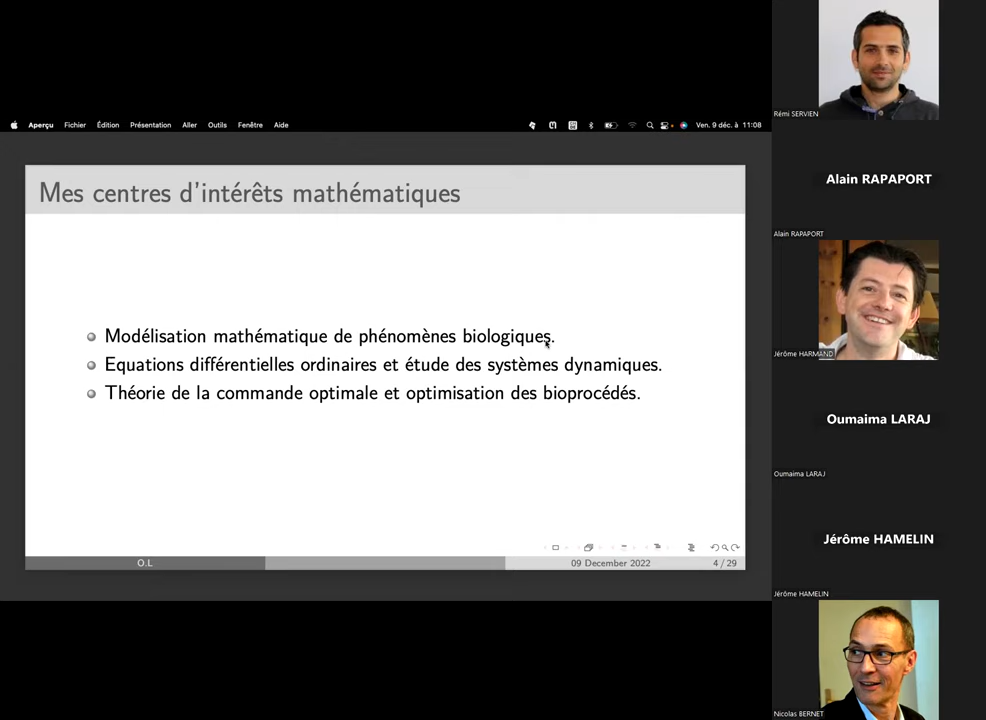 Aperçu Fichier Édition Présentation Aller Outils Fenêtre Aide Ven. 9 déc. à 11:08
Mes centres d'intérêts mathématiques
Modélisation mathématique de phénomènes biologiques.
Equations différentielles ordinaires et étude des systèmes dynamiques.
Théorie de la commande optimale et optimisation des bioprocédés.
O.L 09 December 2022 4 / 29
Rémi SERVIEN
Alain RAPAPORT
Alain RAPAPORT
Jérôme HARMAND
Oumaima LARAJ
Oumaima LARAJ
Jérôme HAMELIN
Jérôme HAMELIN
Nicolas BERNET